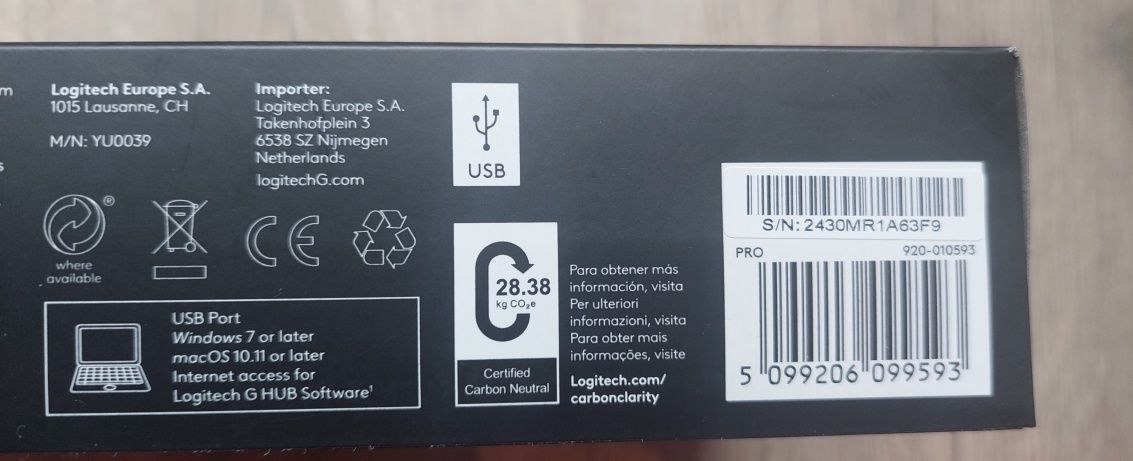 m
s
Logitech Europe S.A.
1015 Lausanne, CH
M/N: YU0039
Importer:
Logitech Europe S.A.
Takenhofplein 3
6538 SZ Nijmegen
Netherlands
logitechG.com
®
where
available
CE
USB
USB Port
Windows 7 or later
macOS 10.11 or later
Internet access for
Logitech G HUB Software¹
28.38
kg CO₂e
Certified
Carbon Neutral
Para obtener más
información, visita
Per ulteriori
informazioni, visita
Para obter mais
informações, visite
Logitech.com/
carbonclarity
S/N: 2430MR1A63F9
PRO 920-010593
5 099206 099593